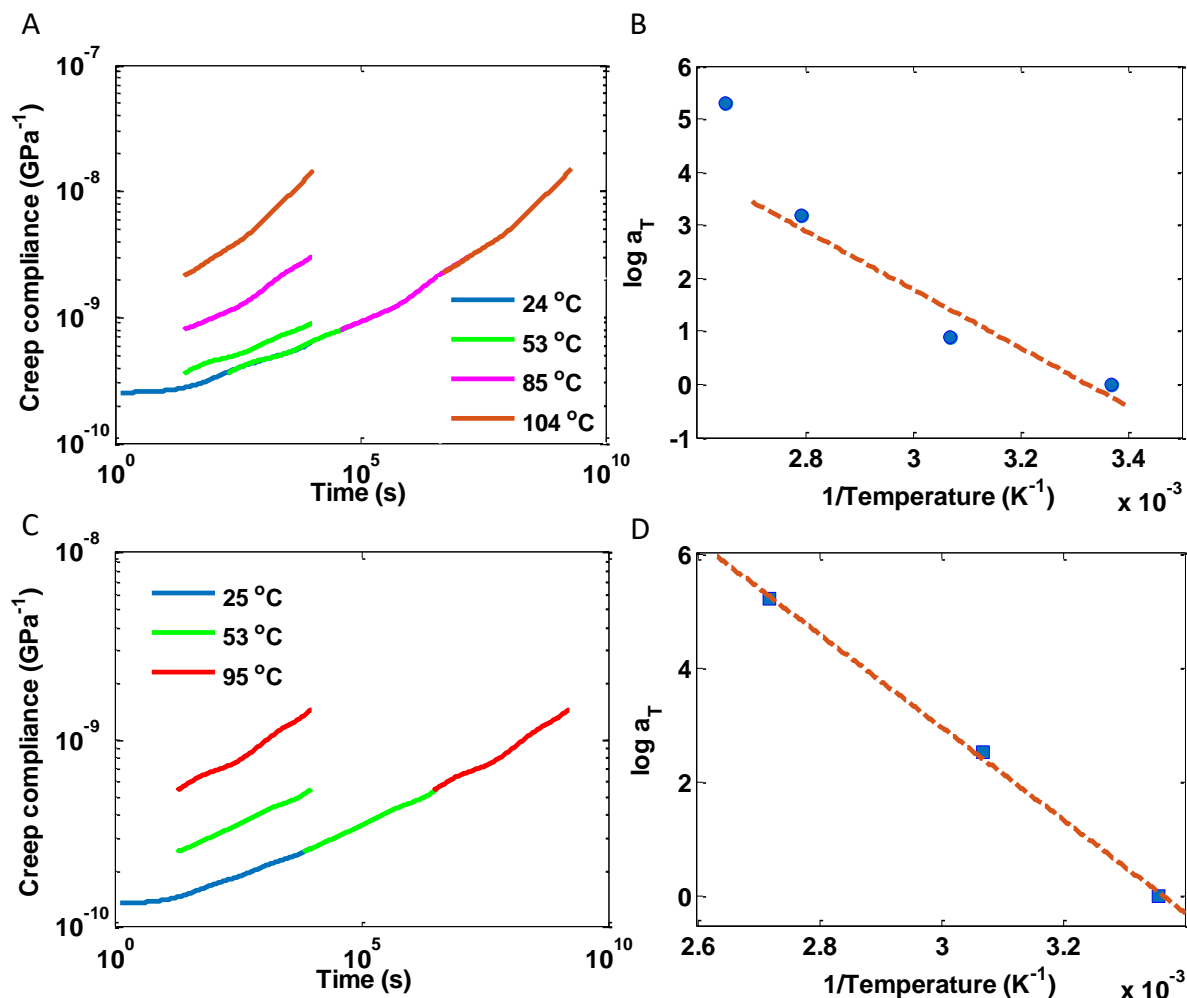 A
B
10^-7
10^-8
10^-9
10^-10
Creep compliance (GPa^-1)
24 °C
53 °C
85 °C
104 °C
10^0
10^5
10^10
Time (s)
6
5
4
3
2
1
0
-1
log a_T
2.8
3
3.2
3.4
1/Temperature (K^-1)
x 10^-3
C
D
10^-8
10^-9
10^-10
Creep compliance (GPa^-1)
25 °C
53 °C
95 °C
10^0
10^5
10^10
Time (s)
6
4
2
0
log a_T
2.6
2.8
3
3.2
1/Temperature (K^-1)
x 10^-3